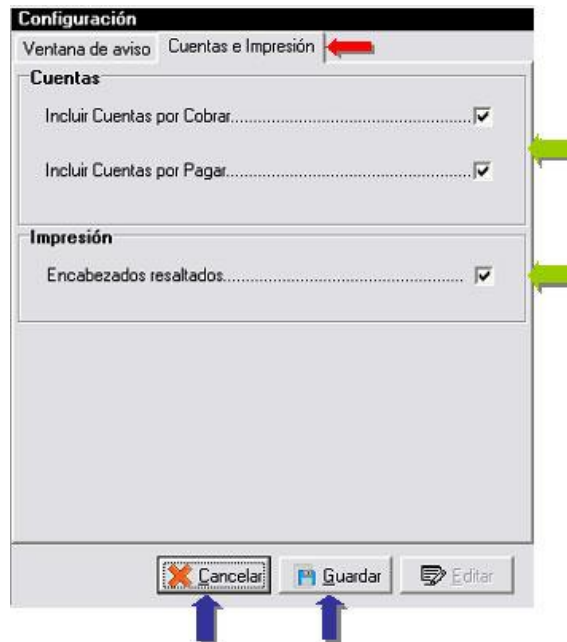 Configuración
Ventana de aviso Cuentas e Impresión
Cuentas
Incluir Cuentas por Cobrar..........................................................
Incluir Cuentas por Pagar............................................................
Impresión
Encabezados resaltados............................................................
Cancelar Guardar Editar